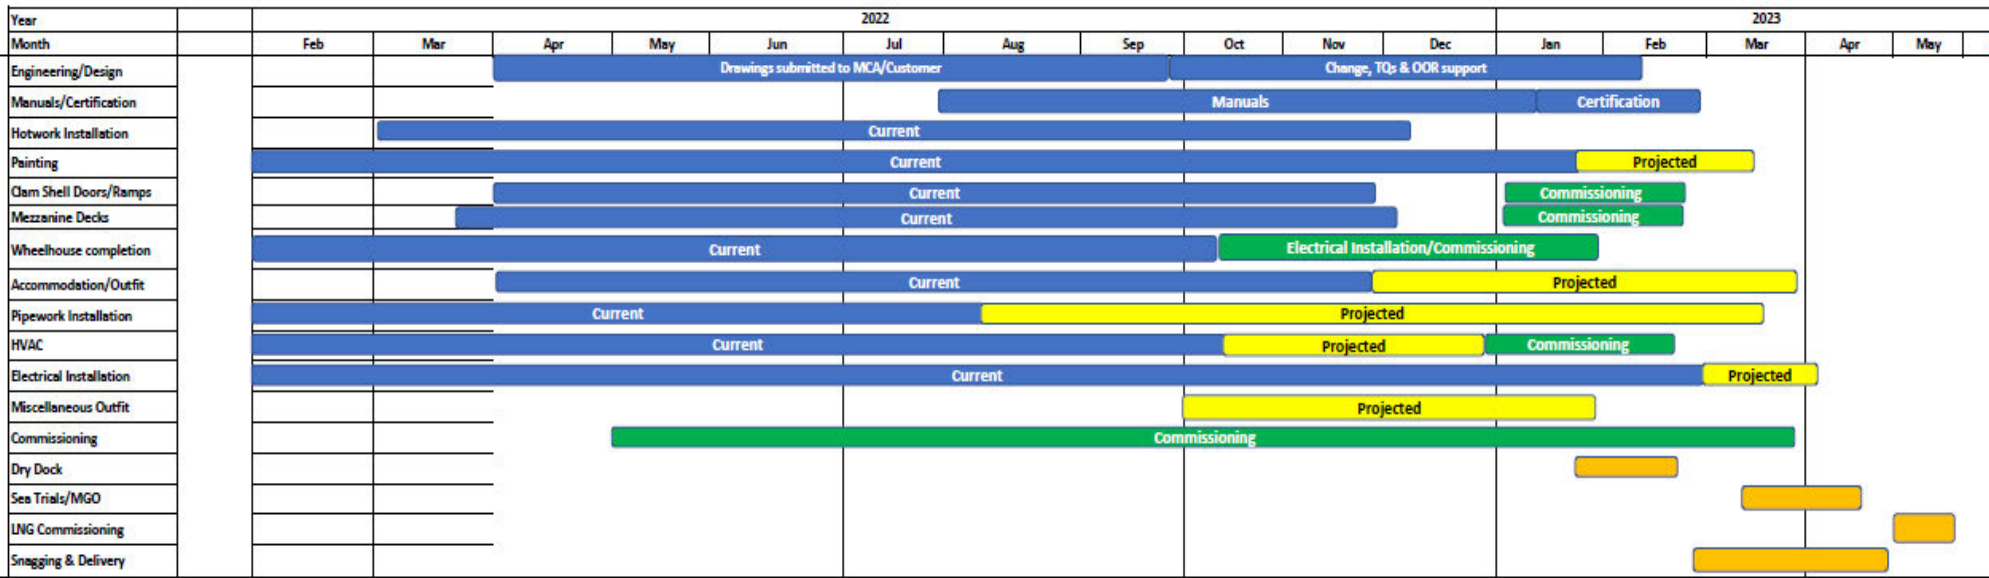 Year 2022 2023
Month Feb Mar Apr May Jun Jul Aug Sep Oct Nov Dec Jan Feb Mar Apr May
Engineering/Design Drawings submitted to MCA/Customer Change, TQs & OOR support
Manuals/Certification Manuals Certification
Hotwork Installation Current
Painting Current Projected
Clam Shell Doors/Ramps Current Commissioning
Mezzanine Decks Current Commissioning
Wheelhouse completion Current Electrical Installation/Commissioning
Accommodation/Outfit Current Projected
Pipework Installation Current Projected
HVAC Current Projected Commissioning
Electrical Installation Current Projected
Miscellaneous Outfit Projected
Commissioning Commissioning
Dry Dock
Sea Trials/MGO
LNG Commissioning
Snagging & Delivery